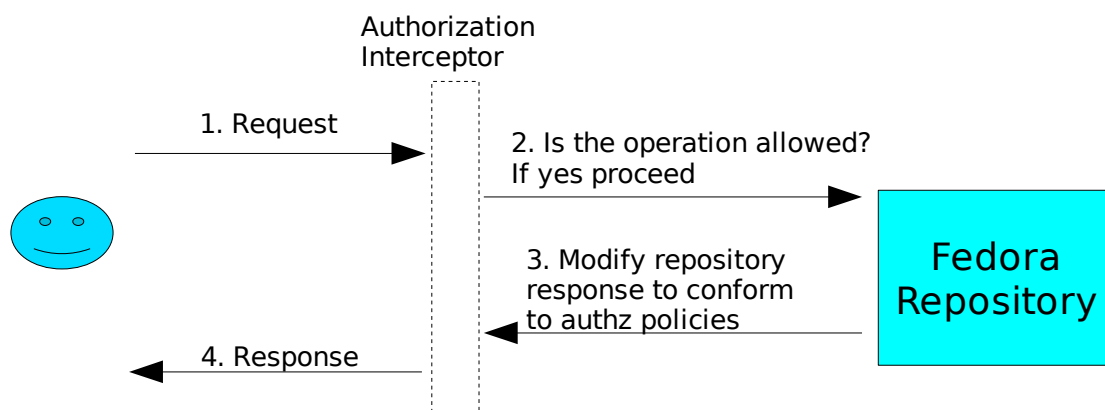 Authorization
Interceptor
1. Request
2. Is the operation allowed?
If yes proceed
3. Modify repository
response to conform
to authz policies
Fedora
Repository
4. Response